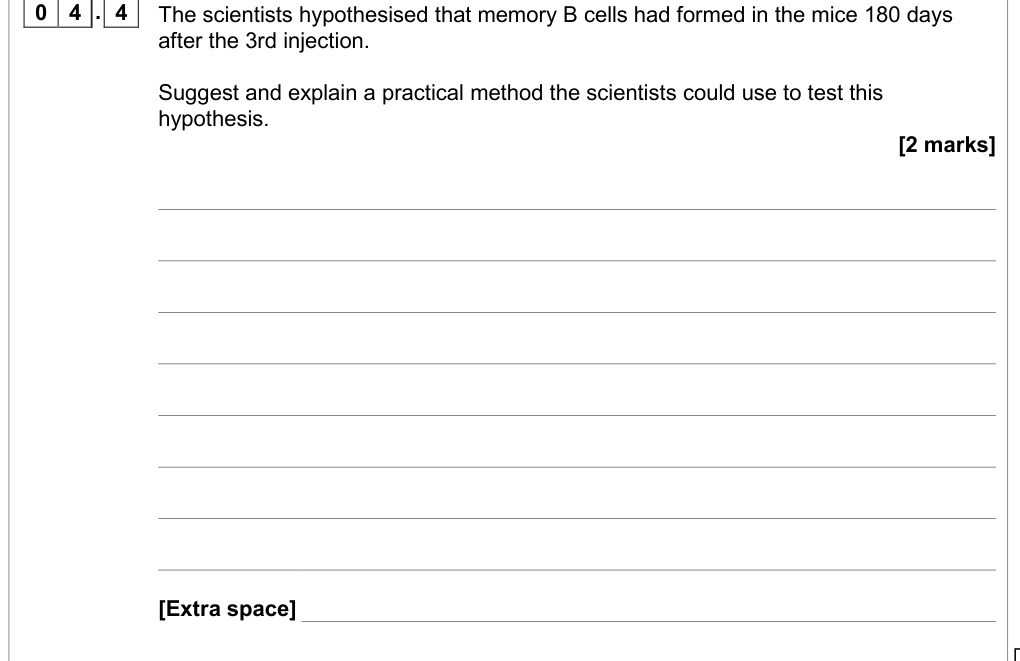 0 4 . 4 The scientists hypothesised that memory B cells had formed in the mice 180 days
after the 3rd injection.
Suggest and explain a practical method the scientists could use to test this
hypothesis.
[2 marks]
[Extra space]